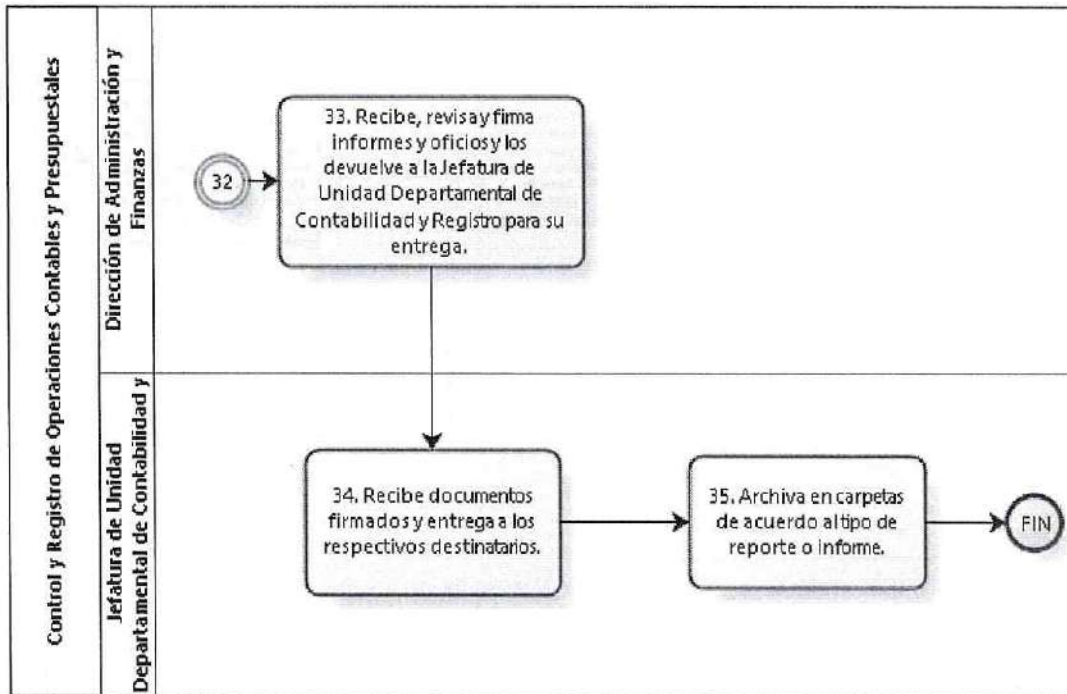 Control y Registro de Operaciones Contables y Presupuestales
Dirección de Administración y
Finanzas
32
33. Recibe, revisa y firma
informes y oficios y los
devuelve a la Jefatura de
Unidad Departamental de
Contabilidad y Registro para su
entrega.
Jefatura de Unidad
Departamental de Contabilidad y
34. Recibe documentos
firmados y entrega a los
respectivos destinatarios.
35. Archiva en carpetas
de acuerdo al tipo de
reporte o informe.
FIN